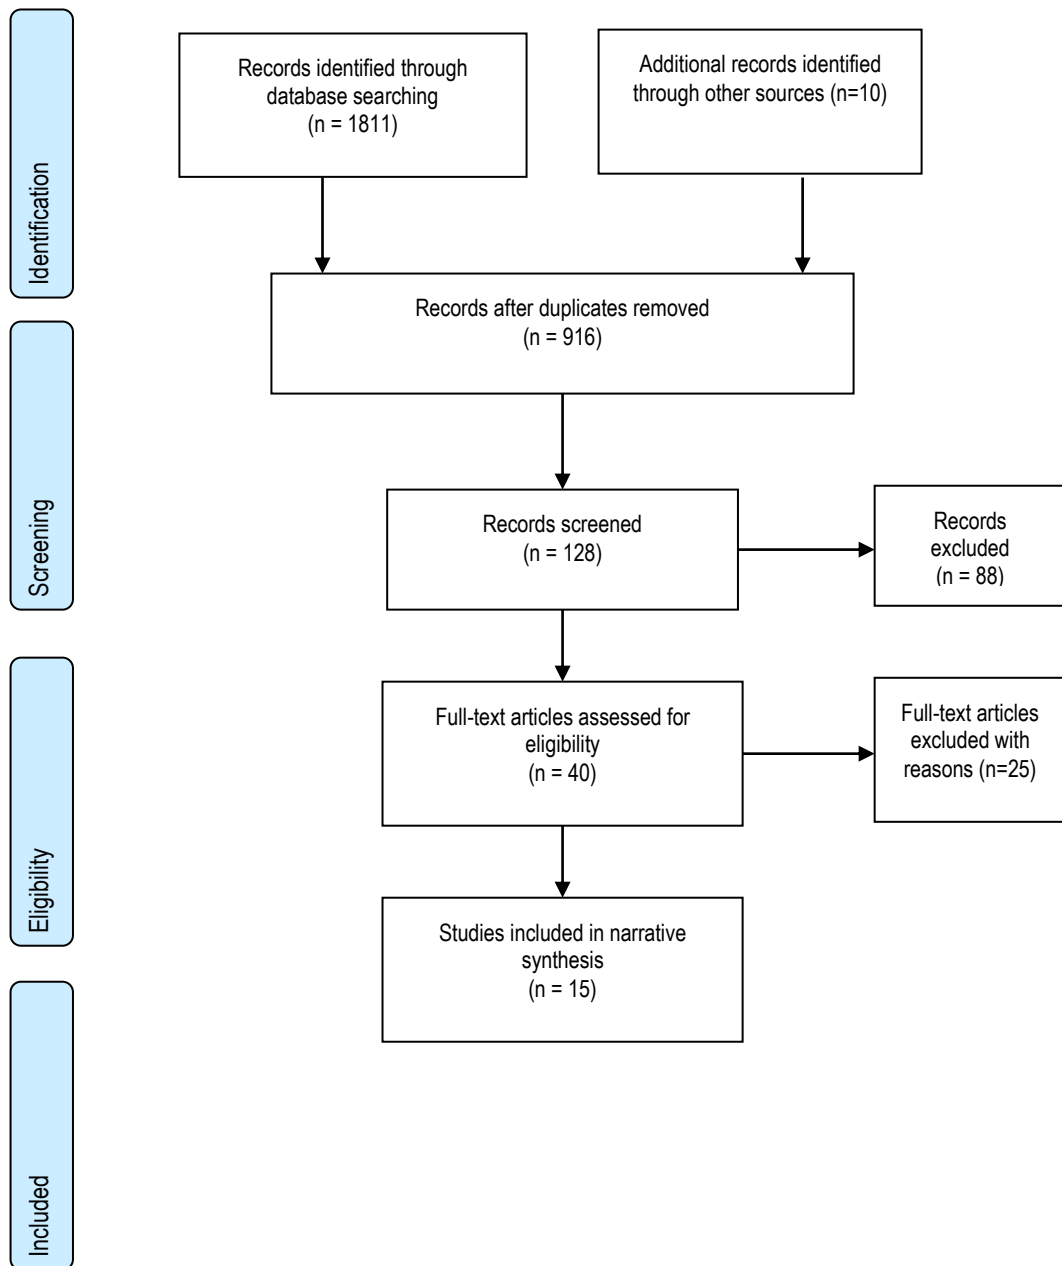 Identification
Records identified through
database searching
(n = 1811)
Additional records identified
through other sources (n=10)
Records after duplicates removed
(n = 916)
Screening
Records screened
(n = 128)
Records
excluded
(n = 88)
Eligibility
Full-text articles assessed for
eligibility
(n = 40)
Full-text articles
excluded with
reasons (n=25)
Studies included in narrative
synthesis
(n = 15)
Included